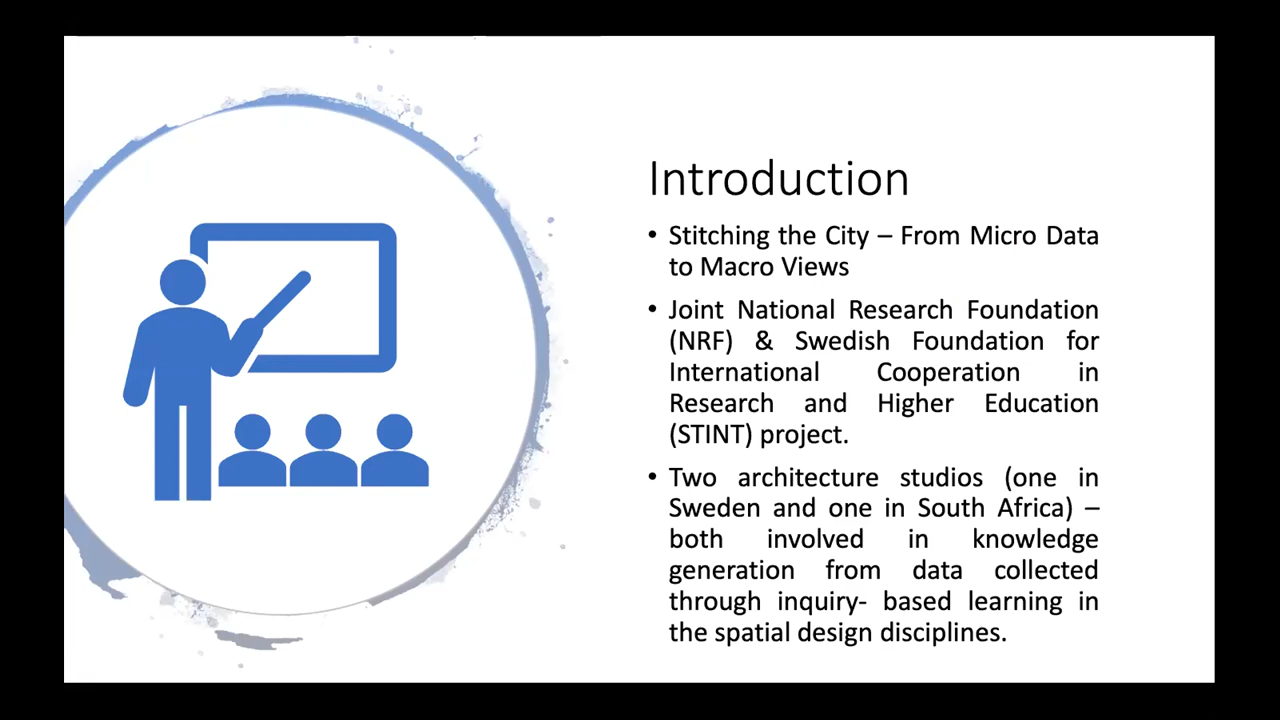 Introduction
• Stitching the City – From Micro Data
to Macro Views
• Joint National Research Foundation
(NRF) & Swedish Foundation for
International Cooperation in
Research and Higher Education
(STINT) project.
• Two architecture studios (one in
Sweden and one in South Africa) –
both involved in knowledge
generation from data collected
through inquiry- based learning in
the spatial design disciplines.